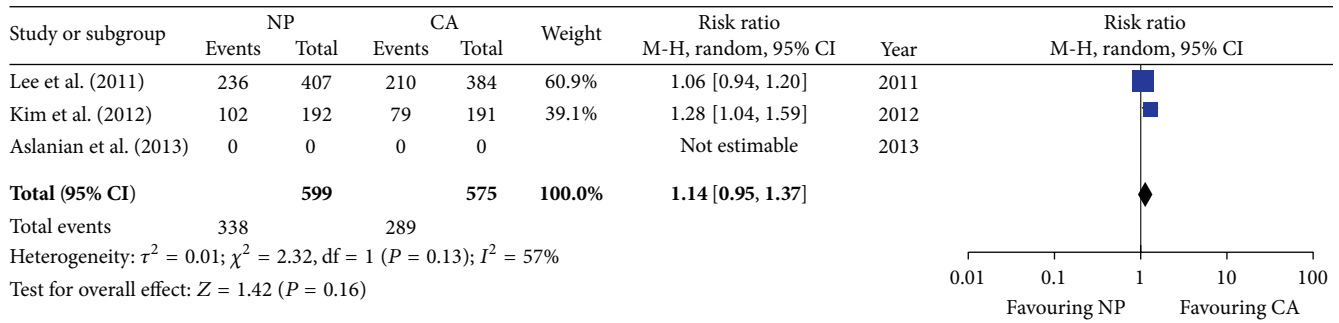 Study or subgroup NP CA Weight Risk ratio Year Risk ratio
Events Total Events Total M-H, random, 95% CI M-H, random, 95% CI
Lee et al. (2011) 236 407 210 384 60.9% 1.06 [0.94, 1.20] 2011
Kim et al. (2012) 102 192 79 191 39.1% 1.28 [1.04, 1.59] 2012
Aslanian et al. (2013) 0 0 0 0 Not estimable 2013
Total (95% CI) 599 575 100.0% 1.14 [0.95, 1.37]
Total events 338 289
Heterogeneity: τ² = 0.01; χ² = 2.32, df = 1 (P = 0.13); I² = 57%
Test for overall effect: Z = 1.42 (P = 0.16)
0.01 0.1 1 10 100
Favouring NP Favouring CA